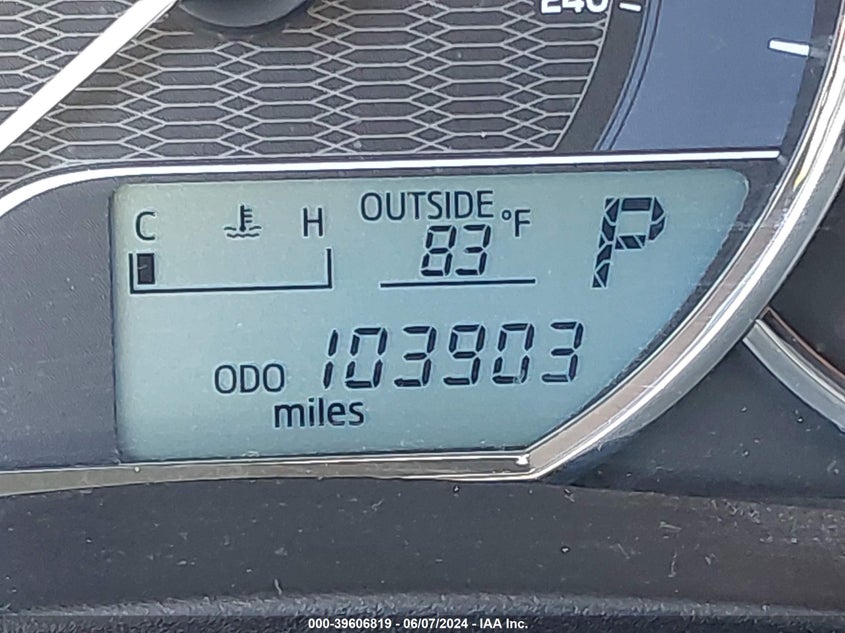 240
C H OUTSIDE °F P
83
ODO 103903
miles
000-39606819 - 06/07/2024 - IAA Inc.